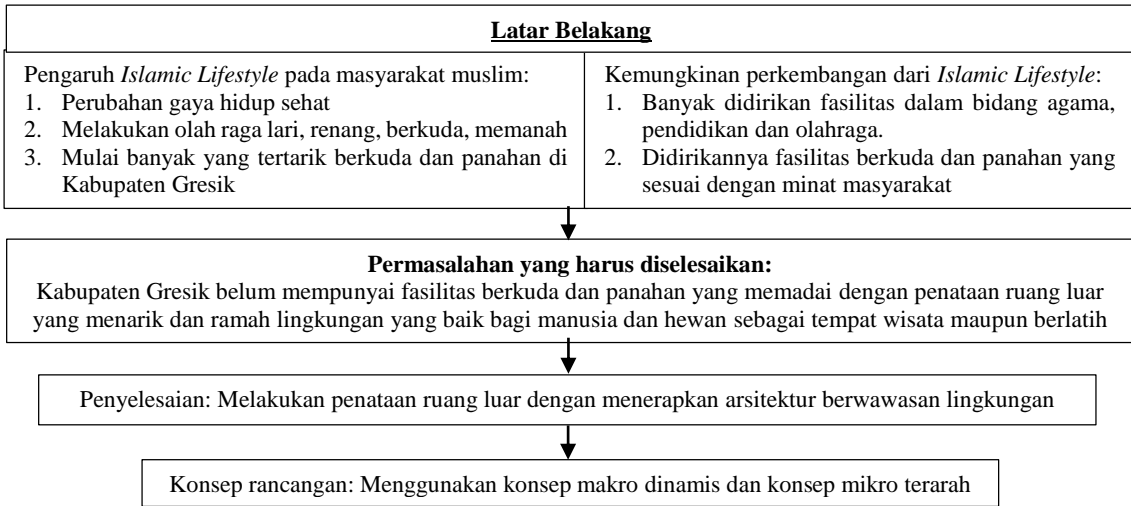 Latar Belakang
Pengaruh Islamic Lifestyle pada masyarakat muslim:
1. Perubahan gaya hidup sehat
2. Melakukan olah raga lari, renang, berkuda, memanah
3. Mulai banyak yang tertarik berkuda dan panahan di
Kabupaten Gresik
Kemungkinan perkembangan dari Islamic Lifestyle:
1. Banyak didirikan fasilitas dalam bidang agama,
pendidikan dan olahraga.
2. Didirikannya fasilitas berkuda dan panahan yang
sesuai dengan minat masyarakat
Permasalahan yang harus diselesaikan:
Kabupaten Gresik belum mempunyai fasilitas berkuda dan panahan yang memadai dengan penataan ruang luar
yang menarik dan ramah lingkungan yang baik bagi manusia dan hewan sebagai tempat wisata maupun berlatih
Penyelesaian: Melakukan penataan ruang luar dengan menerapkan arsitektur berwawasan lingkungan
Konsep rancangan: Menggunakan konsep makro dinamis dan konsep mikro terarah